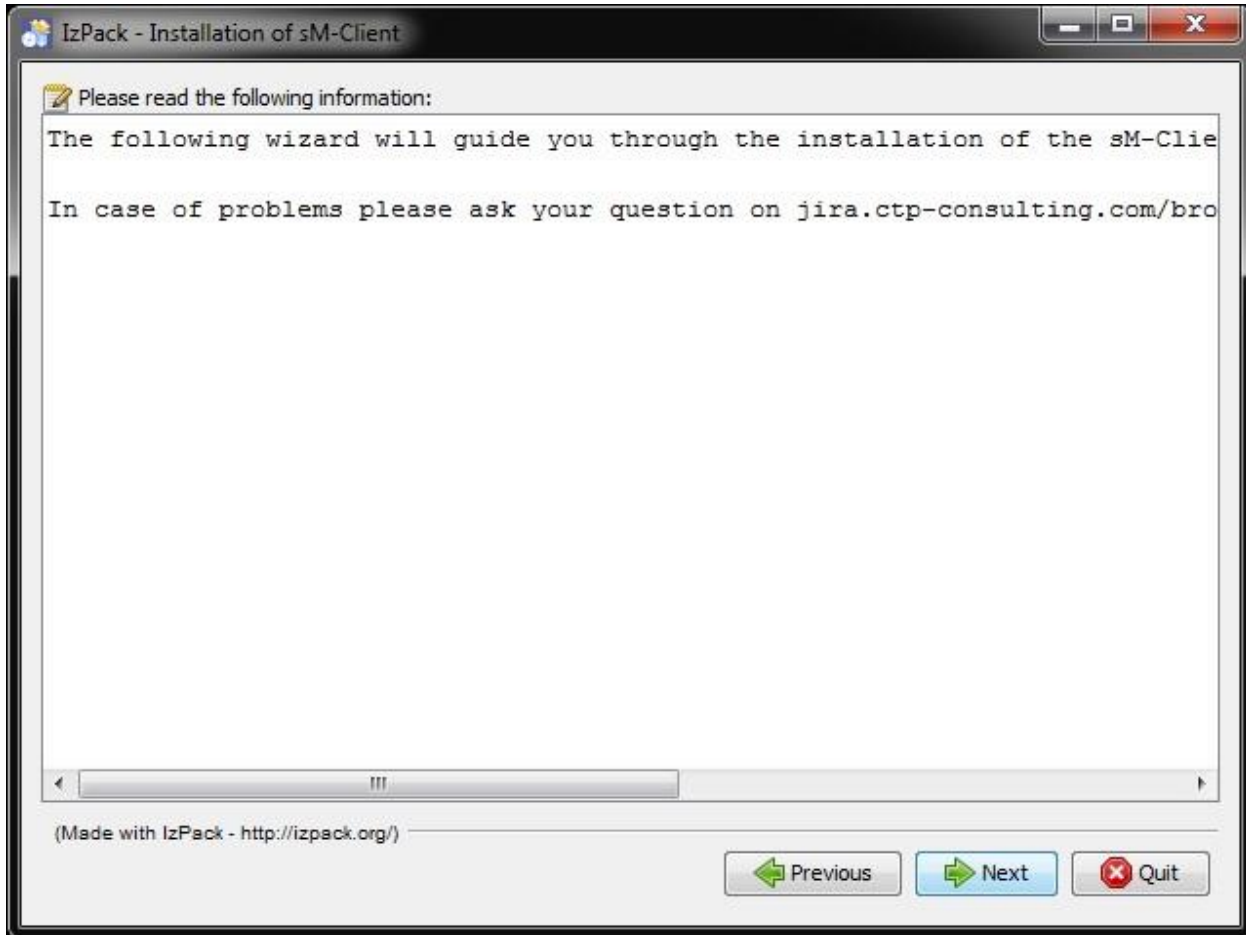 IzPack - Installation of sM-Client
Please read the following information:
The following wizard will guide you through the installation of the sM-Clie
In case of problems please ask your question on jira.ctp-consulting.com/bro
(Made with IzPack - http://izpack.org/)
Previous Next Quit